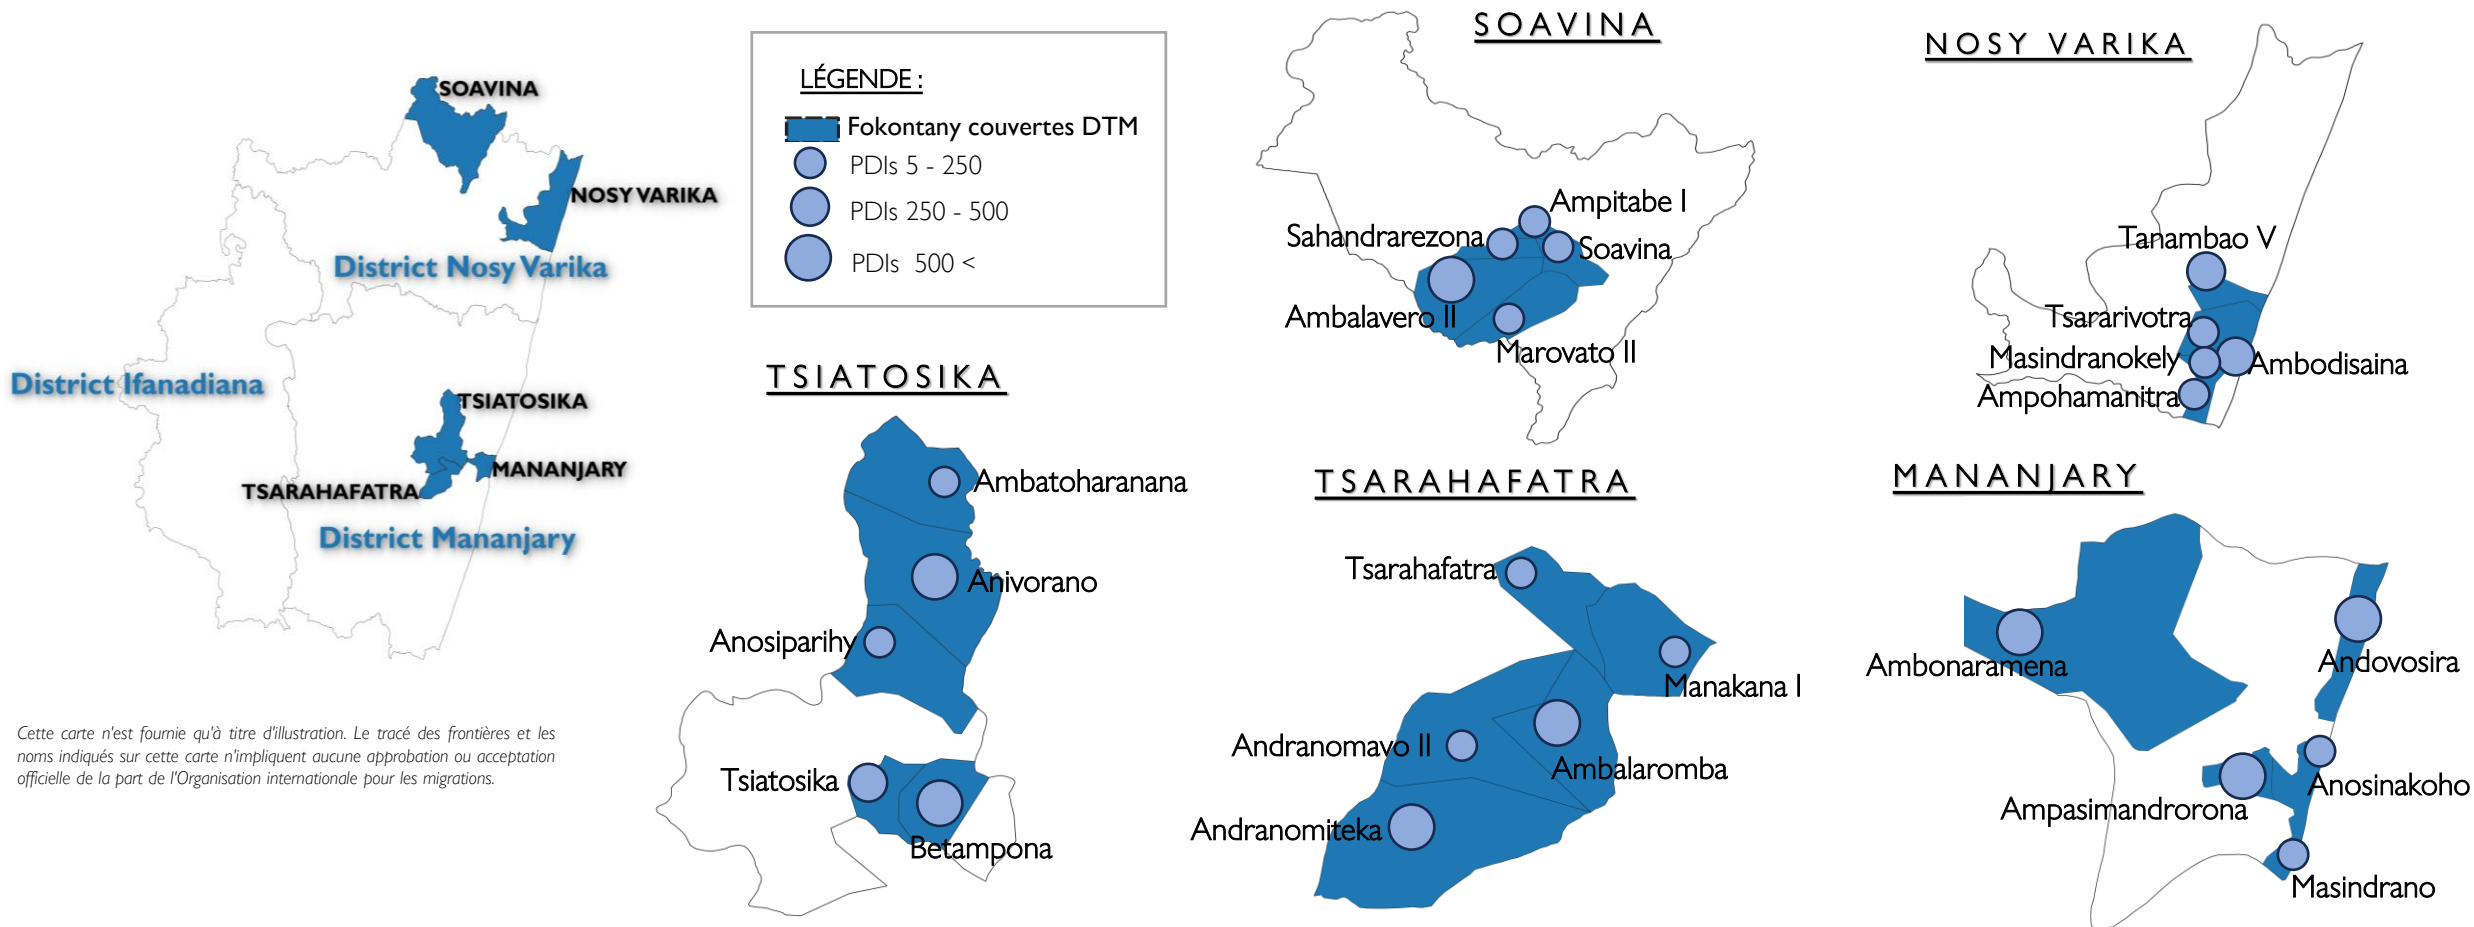 SOAVINA
NOSY VARIKA
District Nosy Varika
District Ifanadiana
TSIATOSIKA
MANANJARY
TSARAHAFATRA
District Mananjary
Cette carte n'est fournie qu'à titre d'illustration. Le tracé des frontières et les
noms indiqués sur cette carte n'impliquent aucune approbation ou acceptation
officielle de la part de l'Organisation internationale pour les migrations.
LÉGENDE :
Fokontany couvertes DTM
PDIs 5 - 250
PDIs 250 - 500
PDIs 500 <
SOAVINA
Ampitabe I
Sahandrarezona
Soavina
Ambalavero II
Marovato II
NOSY VARIKA
Tanambao V
Tsararivotra
Masindranokely
Ambodisaina
Ampohamanitra
TSIATOSIKA
Ambatoharanana
Anivorano
Anosiparihy
Tsiatosika
Betampona
TSARAHAFATRA
Tsarahafatra
Manakana I
Andranomavo II
Ambalaromba
Andranomiteka
MANANJARY
Ambonaramena
Andovosira
Anosinakoho
Ampasimandrorona
Masindrano